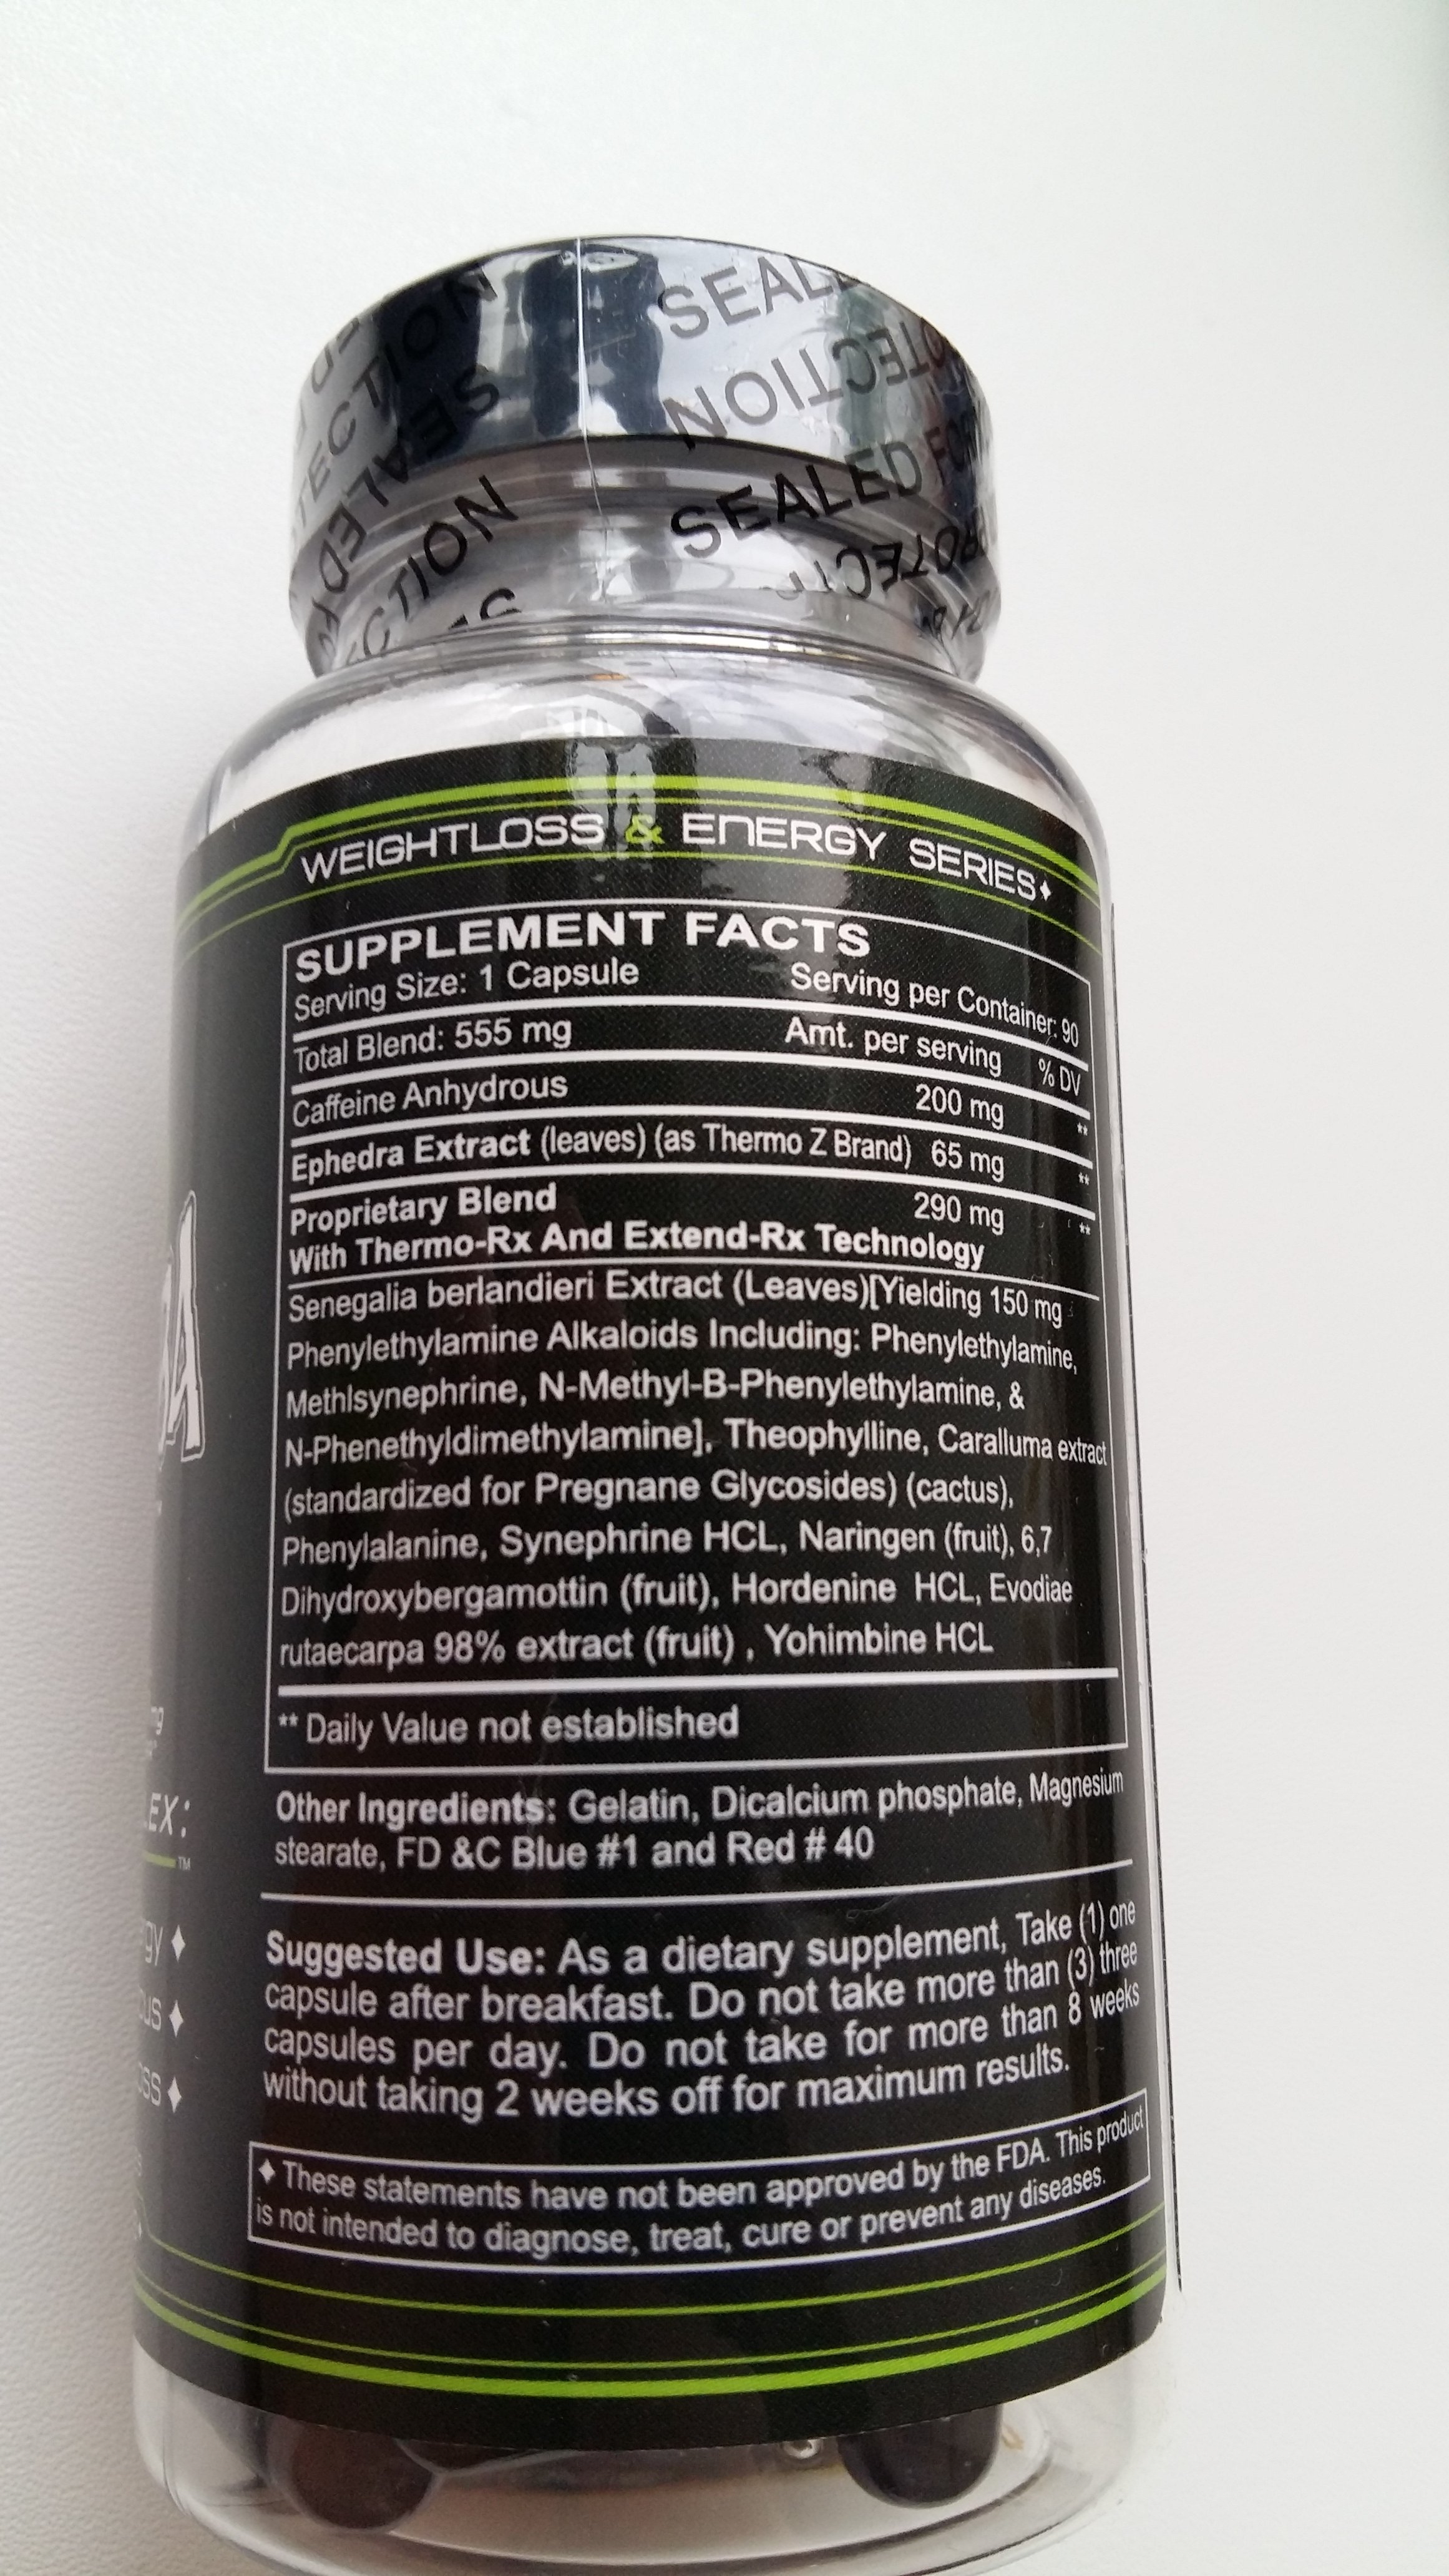 SEALED
PROTECTION
SEALED FOR
PROTECTION
SEALED
PROTECTION
WEIGHTLOSS & ENERGY SERIES♦
SUPPLEMENT FACTS
Serving Size: 1 Capsule Serving per Container: 90
Total Blend: 555 mg Amt. per serving % DV
Caffeine Anhydrous 200 mg **
Ephedra Extract (leaves) (as Thermo Z Brand) 65 mg **
Proprietary Blend 290 mg **
With Thermo-Rx And Extend-Rx Technology
Senegalia berlandieri Extract (Leaves)[Yielding 150 mg
Phenylethylamine Alkaloids Including: Phenylethylamine,
Methlsynephrine, N-Methyl-B-Phenylethylamine, &
N-Phenethyldimethylamine], Theophylline, Caralluma extract
(standardized for Pregnane Glycosides) (cactus),
Phenylalanine, Synephrine HCL, Naringen (fruit), 6,7
Dihydroxybergamottin (fruit), Hordenine HCL, Evodiae
rutaecarpa 98% extract (fruit) , Yohimbine HCL
** Daily Value not established
Other Ingredients: Gelatin, Dicalcium phosphate, Magnesium
stearate, FD &C Blue #1 and Red # 40
Suggested Use: As a dietary supplement, Take (1) one
capsule after breakfast. Do not take more than (3) three
capsules per day. Do not take for more than 8 weeks
without taking 2 weeks off for maximum results.
♦ These statements have not been approved by the FDA. This product
is not intended to diagnose, treat, cure or prevent any diseases.